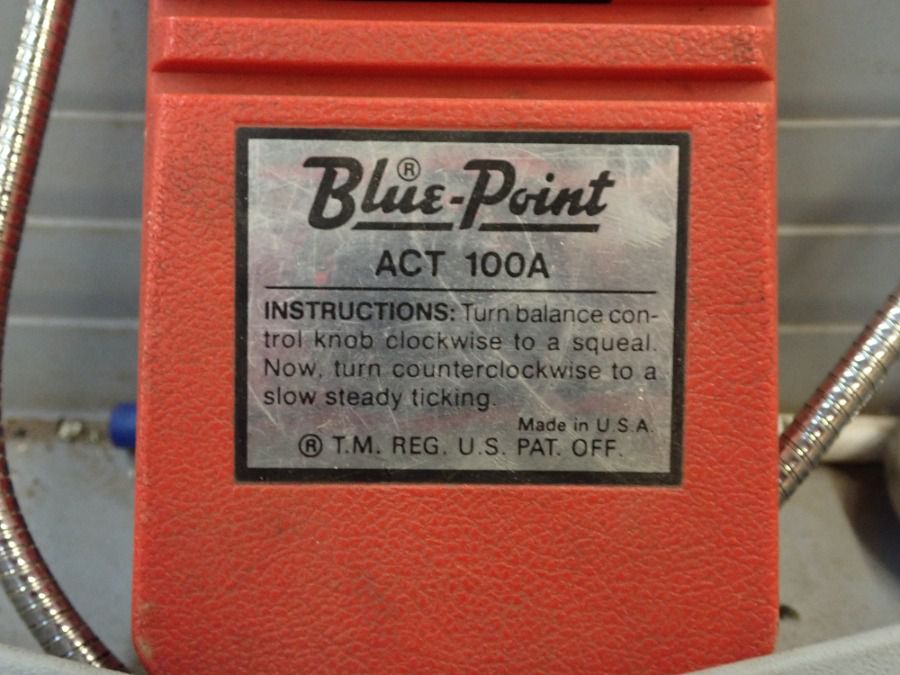 Blue-Point®
ACT 100A
INSTRUCTIONS: Turn balance con-
trol knob clockwise to a squeal.
Now, turn counterclockwise to a
slow steady ticking.
Made in U.S.A.
® T.M. REG. U.S. PAT. OFF.